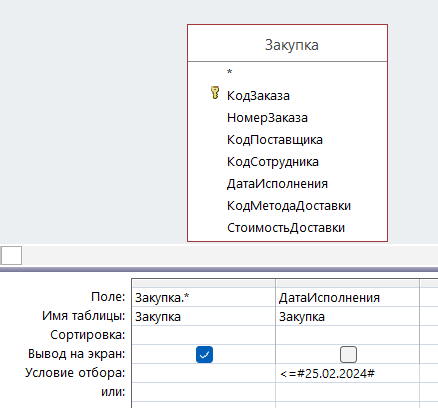 Закупка
*
КодЗаказа
НомерЗаказа
КодПоставщика
КодСотрудника
ДатаИсполнения
КодМетодаДоставки
СтоимостьДоставки
Поле: Закупка.* ДатаИсполнения
Имя таблицы: Закупка Закупка
Сортировка:
Вывод на экран:
Условие отбора: <=#25.02.2024#
или: